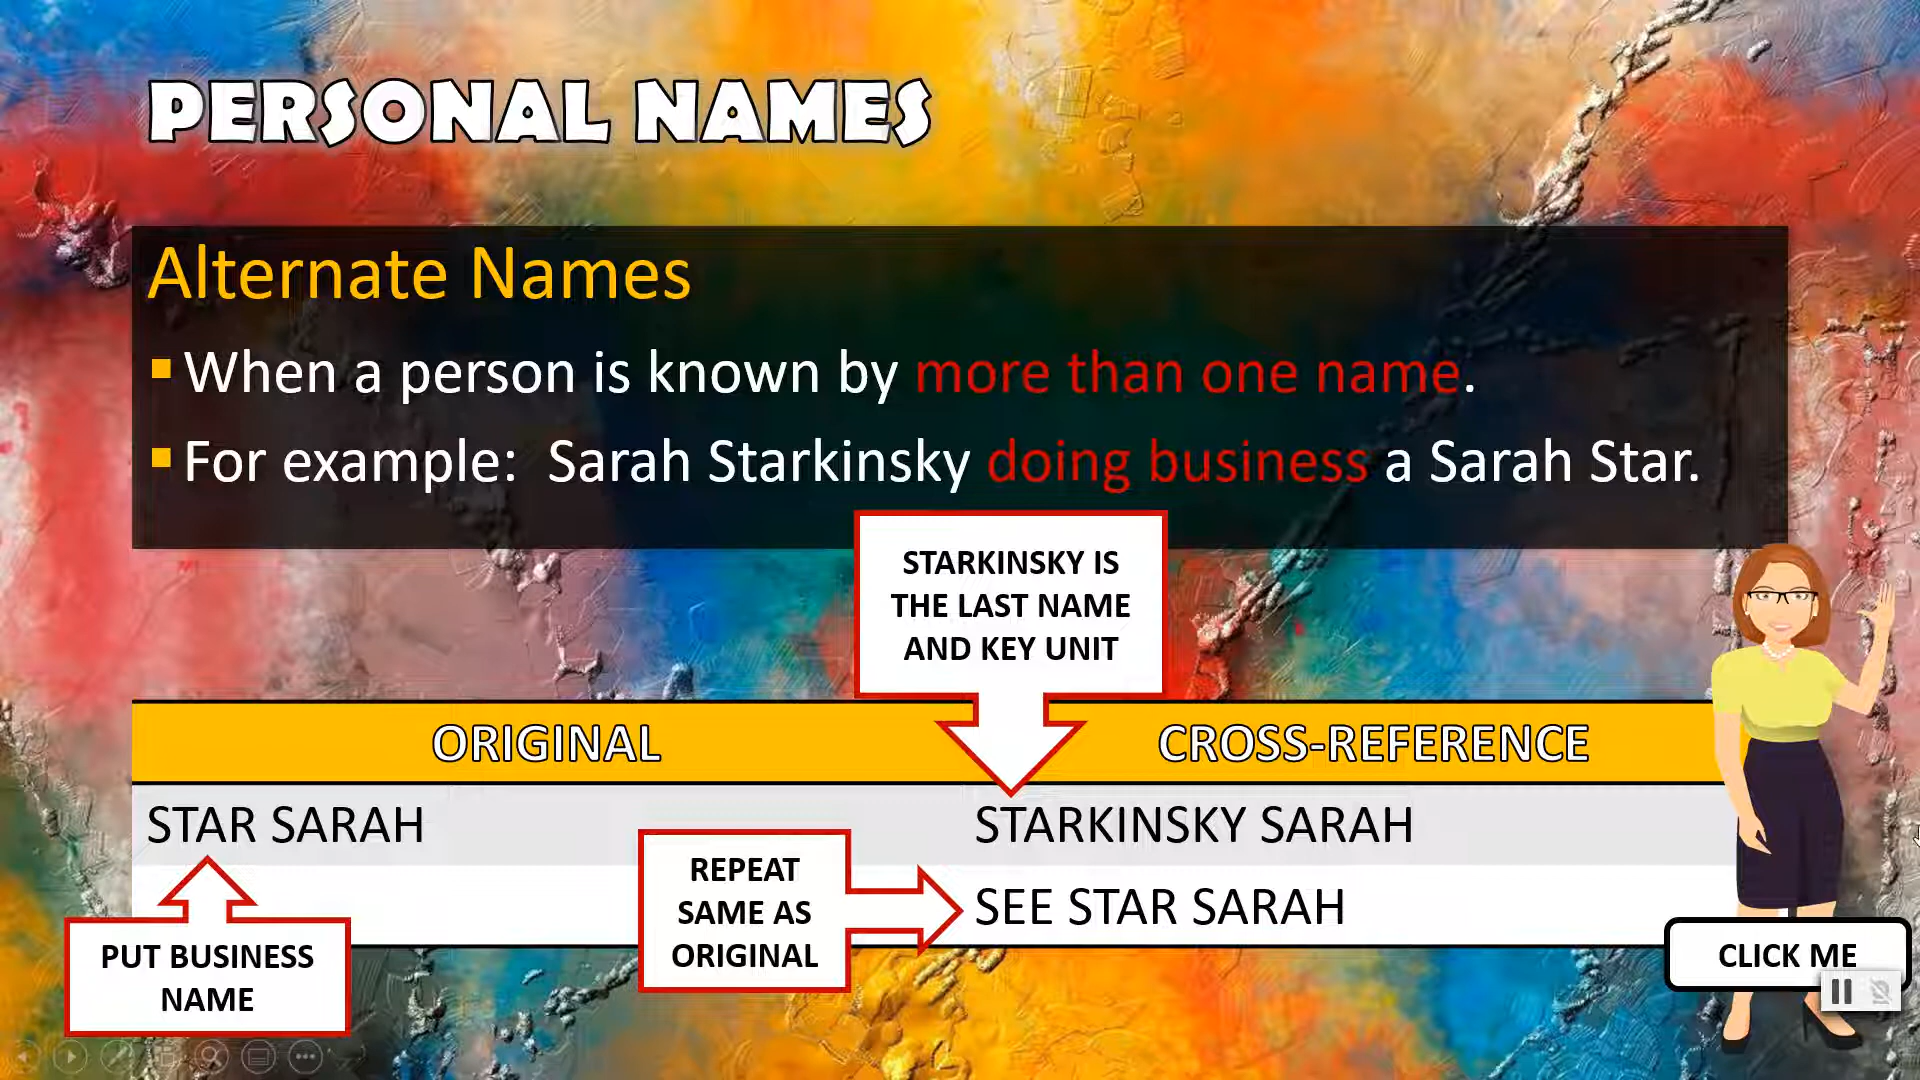 PERSONAL NAMES
Alternate Names
When a person is known by more than one name.
For example: Sarah Starkinsky doing business a Sarah Star.
STARKINSKY IS
THE LAST NAME
AND KEY UNIT
ORIGINAL
CROSS-REFERENCE
STAR SARAH
STARKINSKY SARAH
REPEAT
SAME AS
ORIGINAL
SEE STAR SARAH
PUT BUSINESS
NAME
CLICK ME